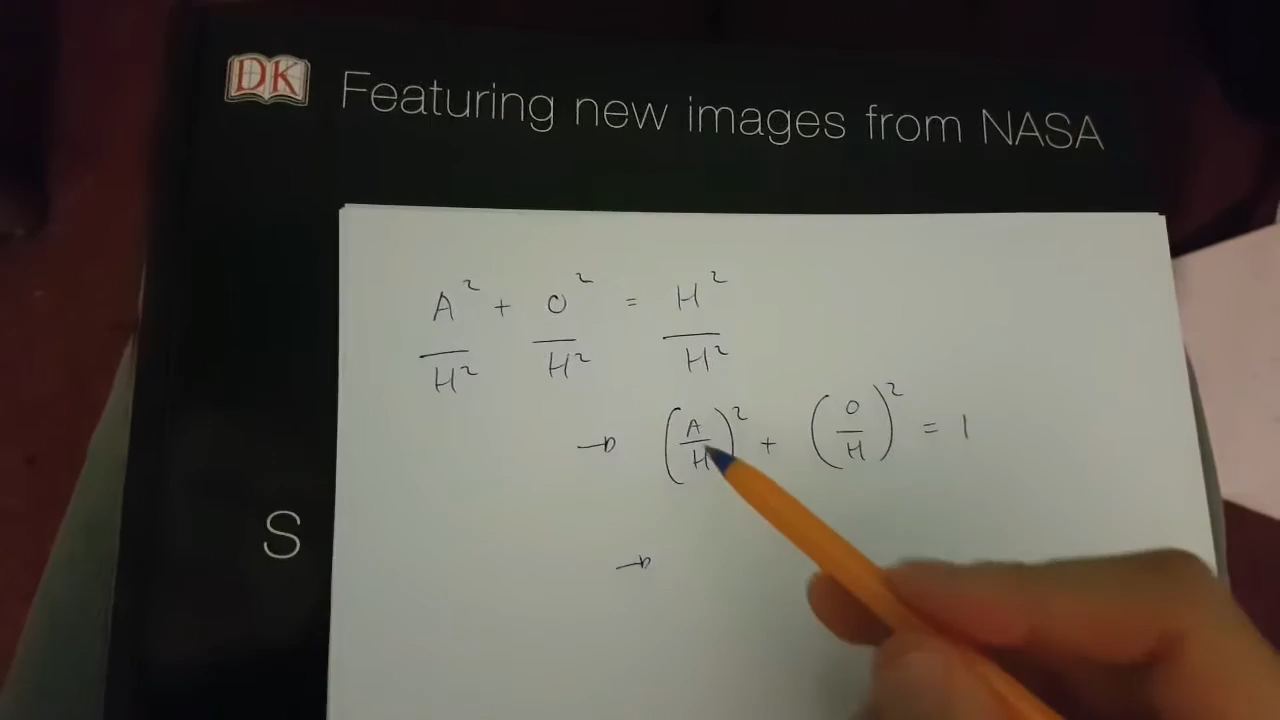 DK Featuring new images from NASA
A² + O² = H²
H² H² H²
→ (A/H)² + (O/H)² = 1
S →